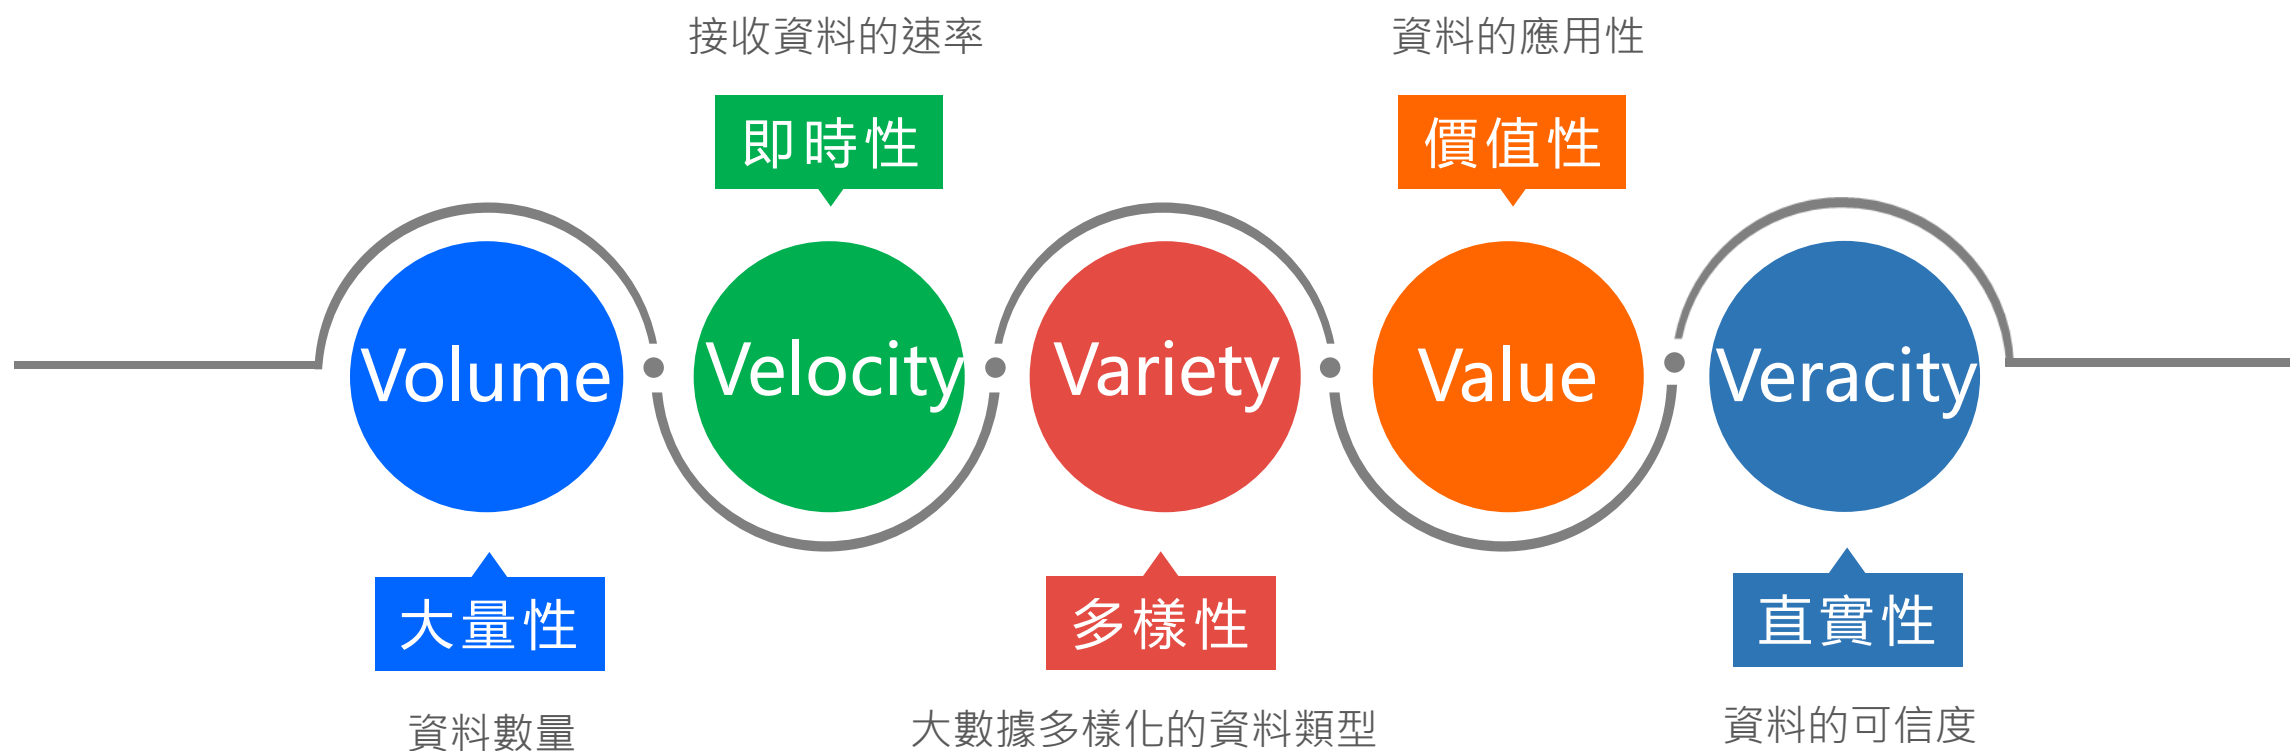 接收資料的速率
資料的應用性
即時性
價值性
Volume
Velocity
Variety
Value
Veracity
大量性
多樣性
直實性
資料數量
大數據多樣化的資料類型
資料的可信度